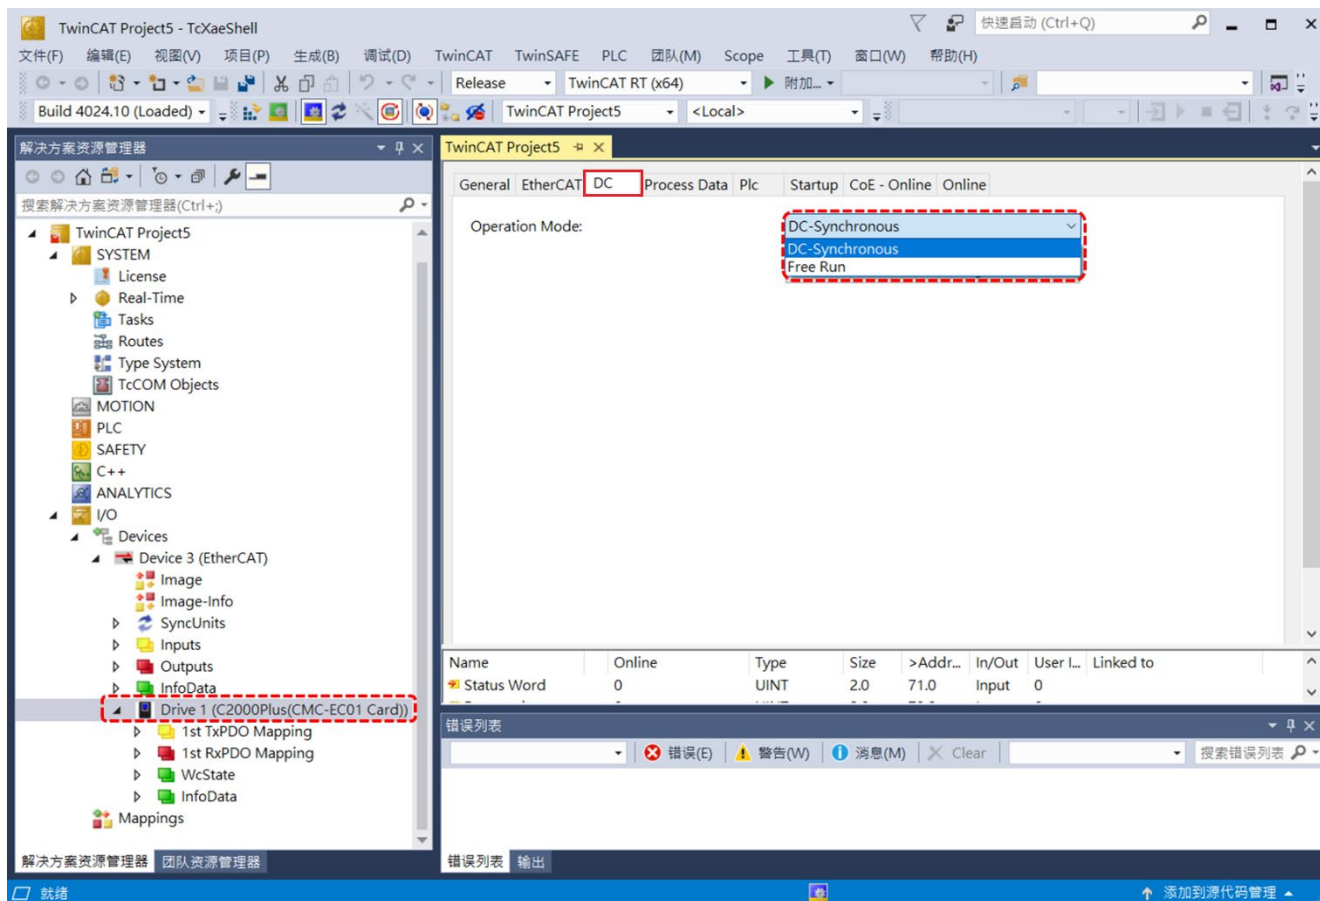 TwinCAT Project5 - TcXaeShell
快速启动 (Ctrl+Q)
文件(F) 编辑(E) 视图(V) 项目(P) 生成(B) 调试(D) TwinCAT TwinSAFE PLC 团队(M) Scope 工具(T) 窗口(W) 帮助(H)
Release TwinCAT RT (x64) 附加...
Build 4024.10 (Loaded) TwinCAT Project5 <Local>
解决方案资源管理器
搜索解决方案资源管理器(Ctrl+;)
TwinCAT Project5
SYSTEM
License
Real-Time
Tasks
Routes
Type System
TcCOM Objects
MOTION
PLC
SAFETY
C++
ANALYTICS
I/O
Devices
Device 3 (EtherCAT)
Image
Image-Info
SyncUnits
Inputs
Outputs
InfoData
Drive 1 (C2000Plus(CMC-EC01 Card))
1st TxPDO Mapping
1st RxPDO Mapping
WcState
InfoData
Mappings
解决方案资源管理器 团队资源管理器
TwinCAT Project5
General EtherCAT DC Process Data Plc Startup CoE - Online Online
Operation Mode: DC-Synchronous
DC-Synchronous
Free Run
Name Online Type Size >Addr... In/Out User I... Linked to
Status Word 0 UINT 2.0 71.0 Input 0
错误列表
错误(E) 警告(W) 消息(M) Clear 搜索错误列表
错误列表 输出
就绪 添加到源代码管理